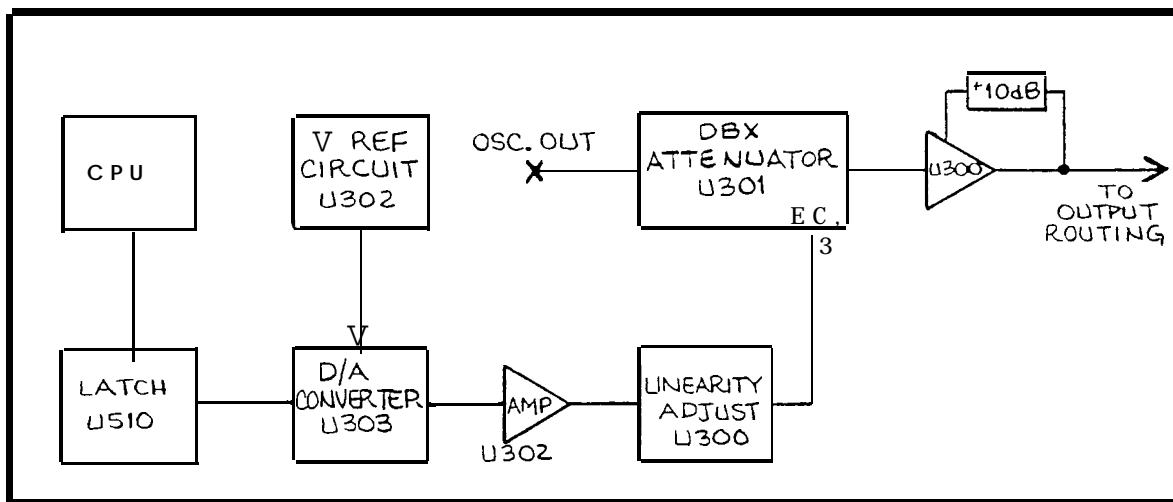 CPU
V REF
CIRCUIT
U302
OSC. OUT
DBX
ATTENUATOR
U301
EC,
3
+10dB
U300
TO
OUTPUT
ROUTING
V
LATCH
U510
D/A
CONVERTER
U303
AMP
U302
LINEARITY
ADJUST
U300